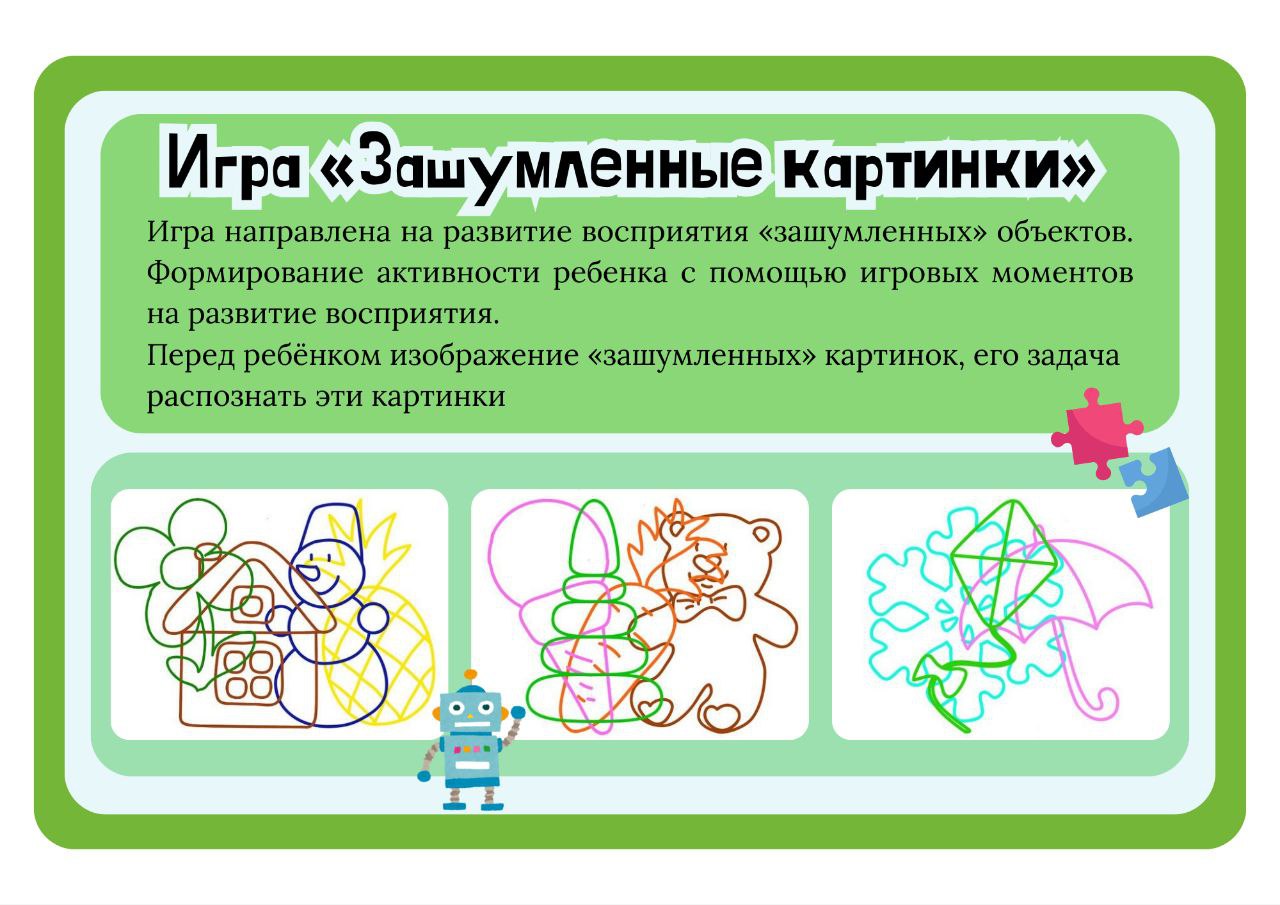 Игра «Зашумленные картинки»
Игра направлена на развитие восприятия «зашумленных» объектов.
Формирование активности ребенка с помощью игровых моментов
на развитие восприятия.
Перед ребёнком изображение «зашумленных» картинок, его задача
распознать эти картинки